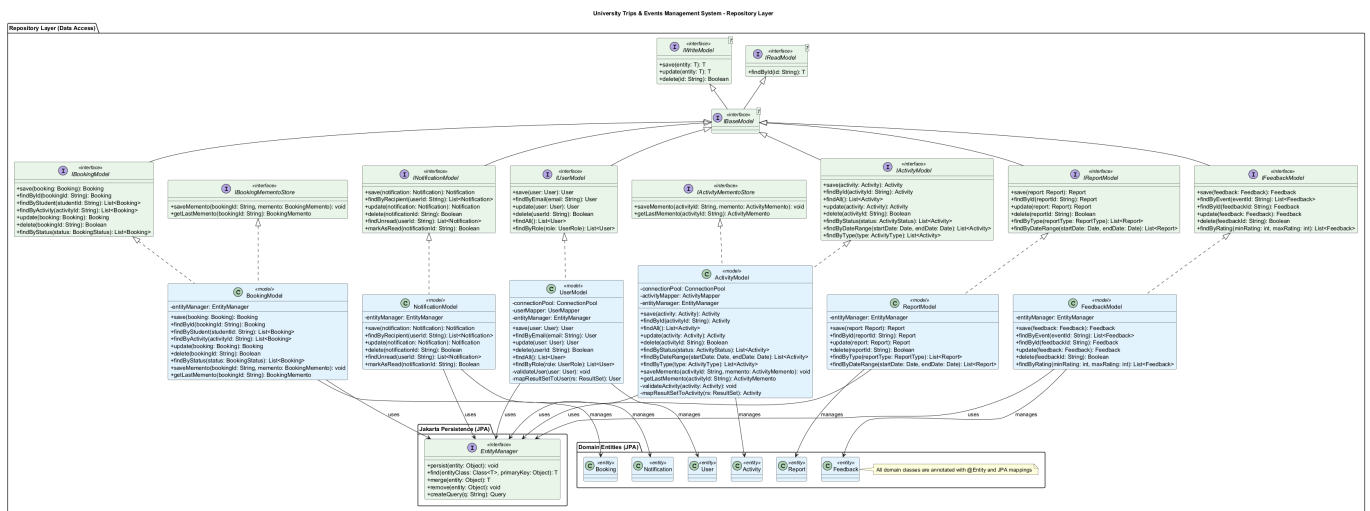 University Trips & Events Management System - Repository Layer
Repository Layer (Data Access)
«interface»
IWriteModel
T
+save(entity: T): T
+update(entity: T): T
+delete(id: String): Boolean
«interface»
IReadModel
T
+findById(id: String): T
«interface»
IBaseModel
T
«interface»
IBookingModel
+save(booking: Booking): Booking
+findById(bookingId: String): Booking
+findByStudent(studentId: String): List<Booking>
+findByActivity(activityId: String): List<Booking>
+update(booking: Booking): Booking
+delete(bookingId: String): Boolean
+findByStatus(status: BookingStatus): List<Booking>
«interface»
IBookingMementoStore
+saveMemento(bookingId: String, memento: BookingMemento): void
+getLastMemento(bookingId: String): BookingMemento
«interface»
INotificationModel
+save(notification: Notification): Notification
+findByRecipient(userId: String): List<Notification>
+update(notification: Notification): Notification
+delete(notificationId: String): Boolean
+findUnread(userId: String): List<Notification>
+markAsRead(notificationId: String): Boolean
«interface»
IUserModel
+save(user: User): User
+findByEmail(email: String): User
+update(user: User): User
+delete(userId: String): Boolean
+findAll(): List<User>
+findByRole(role: UserRole): List<User>
«interface»
IActivityMementoStore
+saveMemento(activityId: String, memento: ActivityMemento): void
+getLastMemento(activityId: String): ActivityMemento
«interface»
IActivityModel
+save(activity: Activity): Activity
+findById(activityId: String): Activity
+findAll(): List<Activity>
+update(activity: Activity): Activity
+delete(activityId: String): Boolean
+findByStatus(status: ActivityStatus): List<Activity>
+findByDateRange(startDate: Date, endDate: Date): List<Activity>
+findByType(type: ActivityType): List<Activity>
«interface»
IReportModel
+save(report: Report): Report
+findById(reportId: String): Report
+update(report: Report): Report
+delete(reportId: String): Boolean
+findByType(reportType: ReportType): List<Report>
+findByDateRange(startDate: Date, endDate: Date): List<Report>
«interface»
IFeedbackModel
+save(feedback: Feedback): Feedback
+findByEvent(eventId: String): List<Feedback>
+findById(feedbackId: String): Feedback
+update(feedback: Feedback): Feedback
+delete(feedbackId: String): Boolean
+findByRating(minRating: int, maxRating: int): List<Feedback>
«model»
BookingModel
-entityManager: EntityManager
+save(booking: Booking): Booking
+findById(bookingId: String): Booking
+findByStudent(studentId: String): List<Booking>
+findByActivity(activityId: String): List<Booking>
+update(booking: Booking): Booking
+delete(bookingId: String): Boolean
+findByStatus(status: BookingStatus): List<Booking>
+saveMemento(bookingId: String, memento: BookingMemento): void
+getLastMemento(bookingId: String): BookingMemento
«model»
NotificationModel
-entityManager: EntityManager
+save(notification: Notification): Notification
+findByRecipient(userId: String): List<Notification>
+update(notification: Notification): Notification
+delete(notificationId: String): Boolean
+findUnread(userId: String): List<Notification>
+markAsRead(notificationId: String): Boolean
«model»
UserModel
-connectionPool: ConnectionPool
-userMapper: UserMapper
-entityManager: EntityManager
+save(user: User): User
+findByEmail(email: String): User
+update(user: User): User
+delete(userId: String): Boolean
+findAll(): List<User>
+findByRole(role: UserRole): List<User>
-validateUser(user: User): void
-mapResultSetToUser(rs: ResultSet): User
«model»
ActivityModel
-connectionPool: ConnectionPool
-activityMapper: ActivityMapper
-entityManager: EntityManager
+save(activity: Activity): Activity
+findById(activityId: String): Activity
+findAll(): List<Activity>
+update(activity: Activity): Activity
+delete(activityId: String): Boolean
+findByStatus(status: ActivityStatus): List<Activity>
+findByDateRange(startDate: Date, endDate: Date): List<Activity>
+findByType(type: ActivityType): List<Activity>
+saveMemento(activityId: String, memento: ActivityMemento): void
+getLastMemento(activityId: String): ActivityMemento
-validateActivity(activity: Activity): void
-mapResultSetToActivity(rs: ResultSet): Activity
«model»
ReportModel
-entityManager: EntityManager
+save(report: Report): Report
+findById(reportId: String): Report
+update(report: Report): Report
+delete(reportId: String): Boolean
+findByType(reportType: ReportType): List<Report>
+findByDateRange(startDate: Date, endDate: Date): List<Report>
«model»
FeedbackModel
-entityManager: EntityManager
+save(feedback: Feedback): Feedback
+findByEvent(eventId: String): List<Feedback>
+findById(feedbackId: String): Feedback
+update(feedback: Feedback): Feedback
+delete(feedbackId: String): Boolean
+findByRating(minRating: int, maxRating: int): List<Feedback>
uses
uses
uses
uses
manages
manages
manages
uses
manages
manages
uses
manages
Jakarta Persistence (JPA)
«interface»
EntityManager
+persist(entity: Object): void
+find(entityClass: Class<T>, primaryKey: Object): T
+merge(entity: Object): T
+remove(entity: Object): void
+createQuery(q: String): Query
Domain Entities (JPA)
«entity»
Booking
«entity»
Notification
«entity»
User
«entity»
Activity
«entity»
Report
«entity»
Feedback
All domain classes are annotated with @Entity and JPA mappings